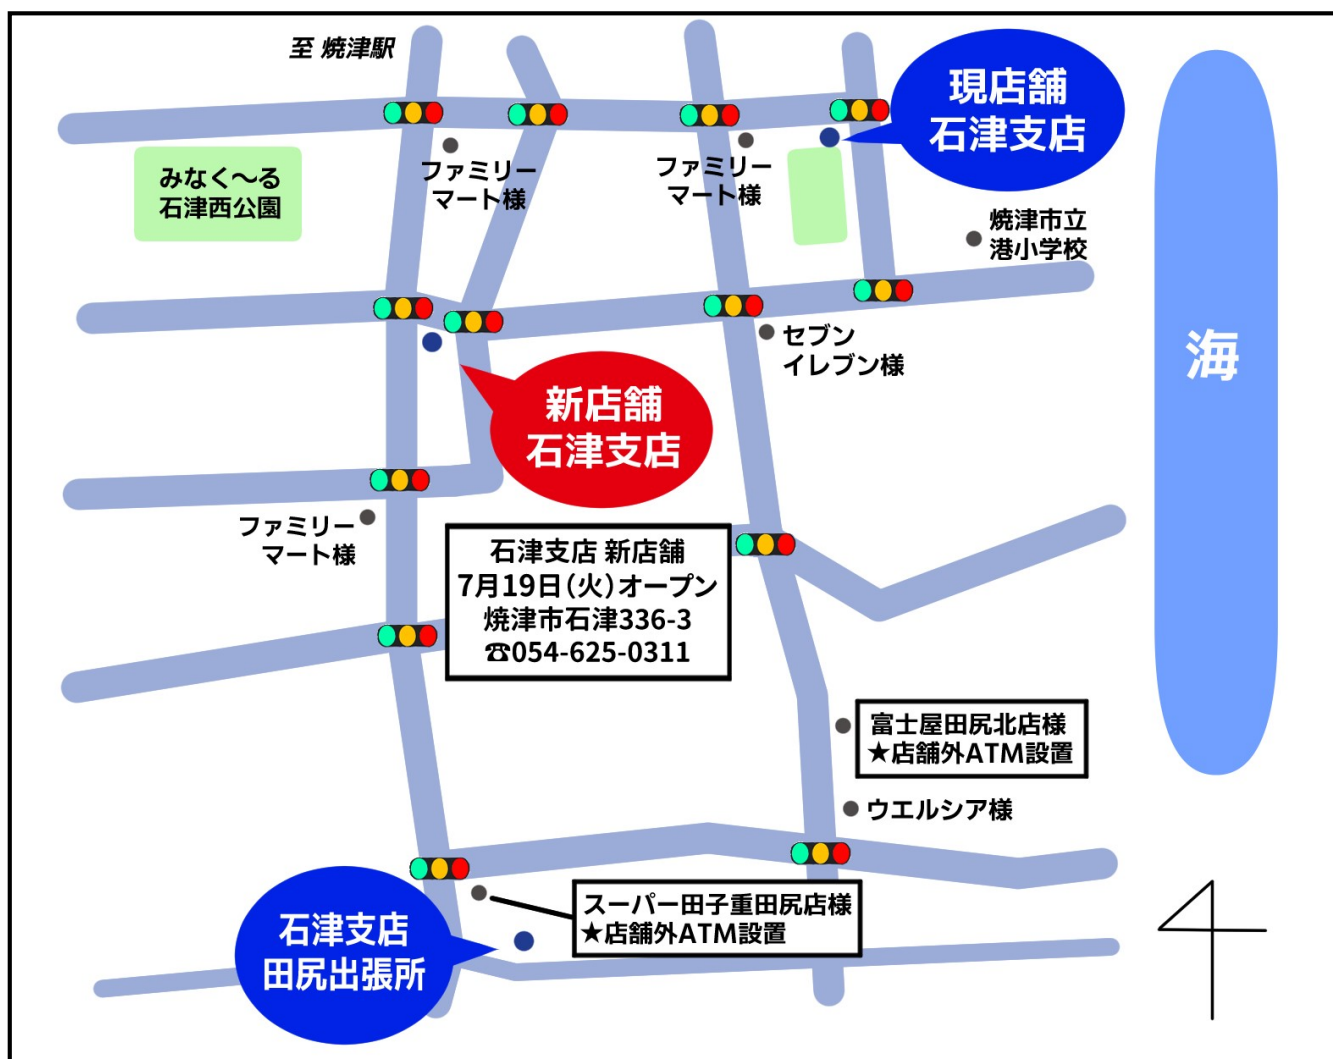 至 焼津駅
現店舗
石津支店
みなく～る
石津西公園
ファミリー
マート様
ファミリー
マート様
焼津市立
港小学校
セブン
イレブン様
海
新店舗
石津支店
ファミリー
マート様
石津支店 新店舗
7月19日(火)オープン
焼津市石津336-3
☎054-625-0311
富士屋田尻北店様
★店舗外ATM設置
ウエルシア様
スーパー田子重田尻店様
★店舗外ATM設置
石津支店
田尻出張所